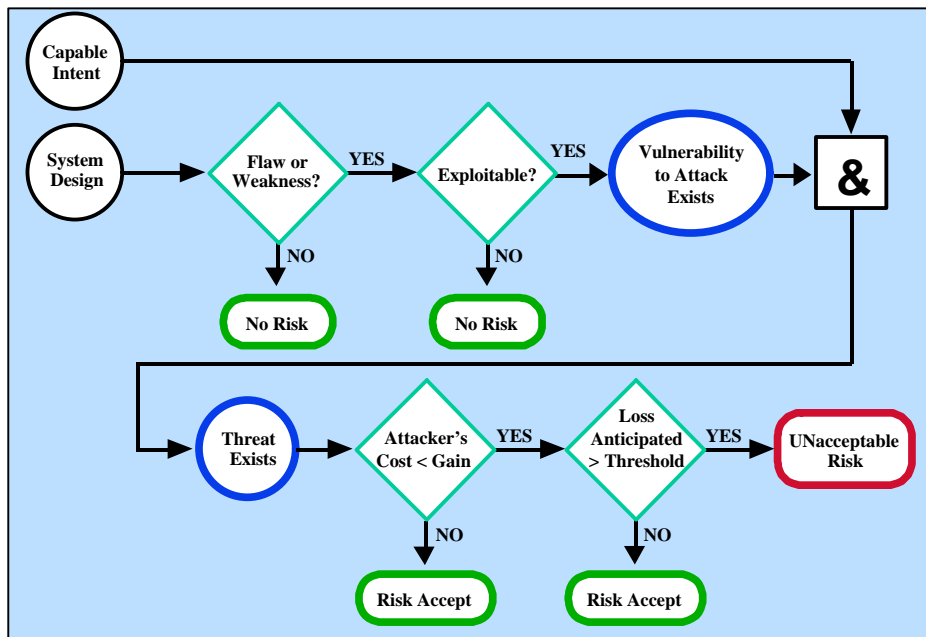 Capable
Intent
System
Design
Flaw or
Weakness?
YES
Exploitable?
YES
Vulnerability
to Attack
Exists
&
NO
NO
No Risk
No Risk
Threat
Exists
Attacker's
Cost < Gain
YES
Loss
Anticipated
> Threshold
YES
UNacceptable
Risk
NO
NO
Risk Accept
Risk Accept